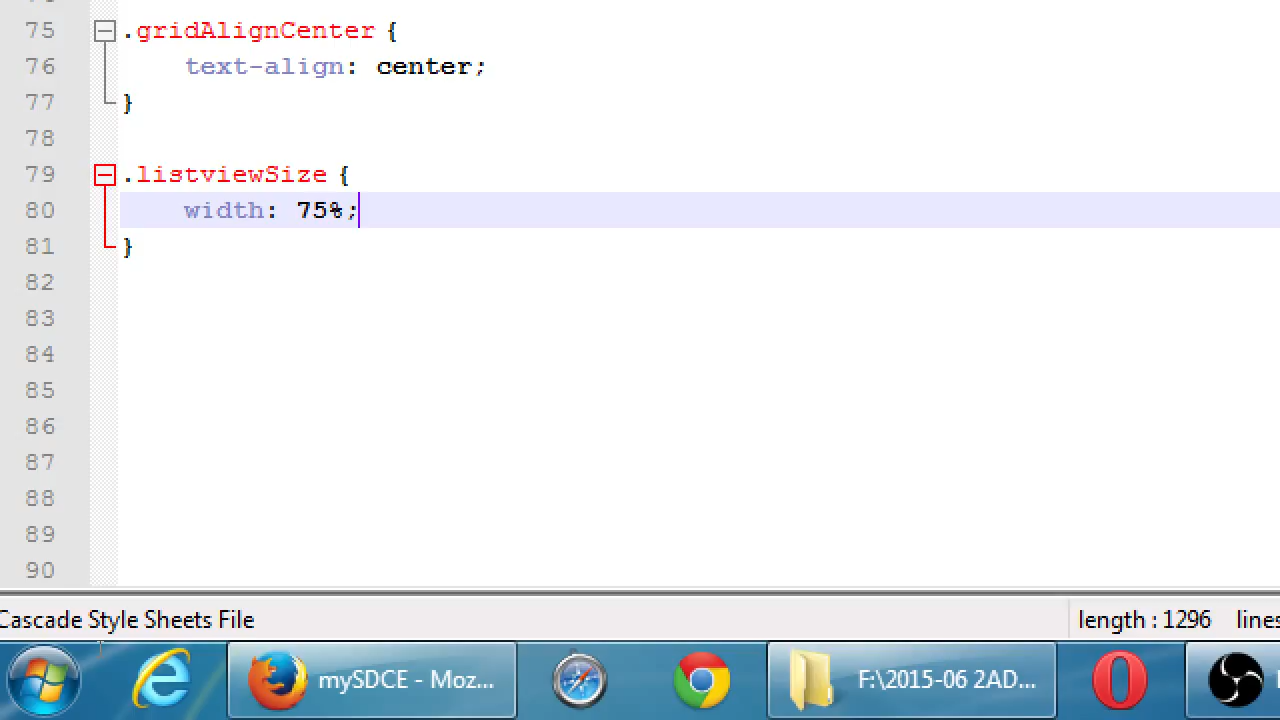 75 .gridAlignCenter {
76 text-align: center;
77 }
78
79 .listviewSize {
80 width: 75%;
81 }
82
83
84
85
86
87
88
89
90
Cascade Style Sheets File length : 1296 lines
mySDCE - Moz... F:\2015-06 2AD...